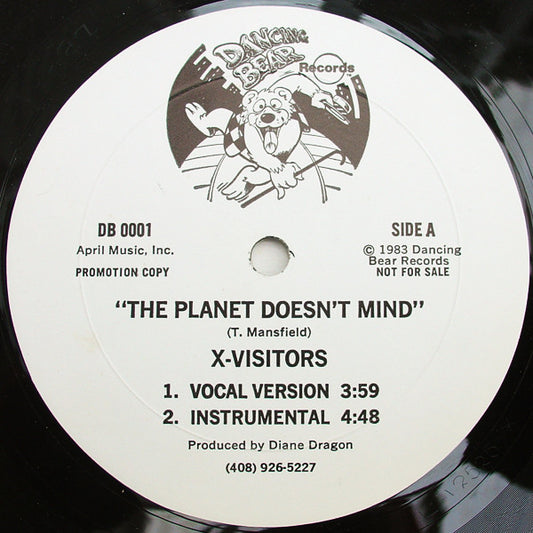 DANCING
BEAR
Records
DB 0001
April Music, Inc.
PROMOTION COPY
SIDE A
© 1983 Dancing
Bear Records
NOT FOR SALE
"THE PLANET DOESN'T MIND"
(T. Mansfield)
X-VISITORS
1. VOCAL VERSION 3:59
2. INSTRUMENTAL 4:48
Produced by Diane Dragon
(408) 926-5227